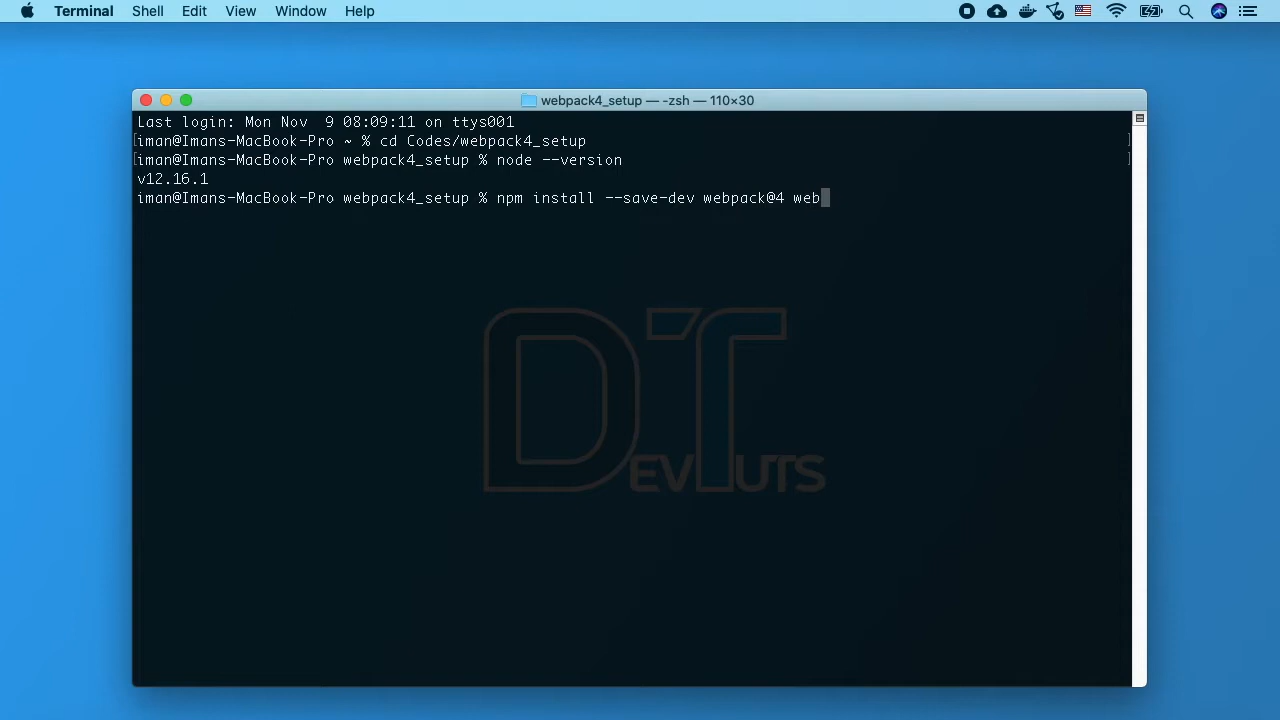 Terminal Shell Edit View Window Help
webpack4_setup — -zsh — 110×30
Last login: Mon Nov  9 08:09:11 on ttys001
[iman@Imans-MacBook-Pro ~ % cd Codes/webpack4_setup ]
[iman@Imans-MacBook-Pro webpack4_setup % node --version ]
v12.16.1
iman@Imans-MacBook-Pro webpack4_setup % npm install --save-dev webpack@4 web
DEVTUTS